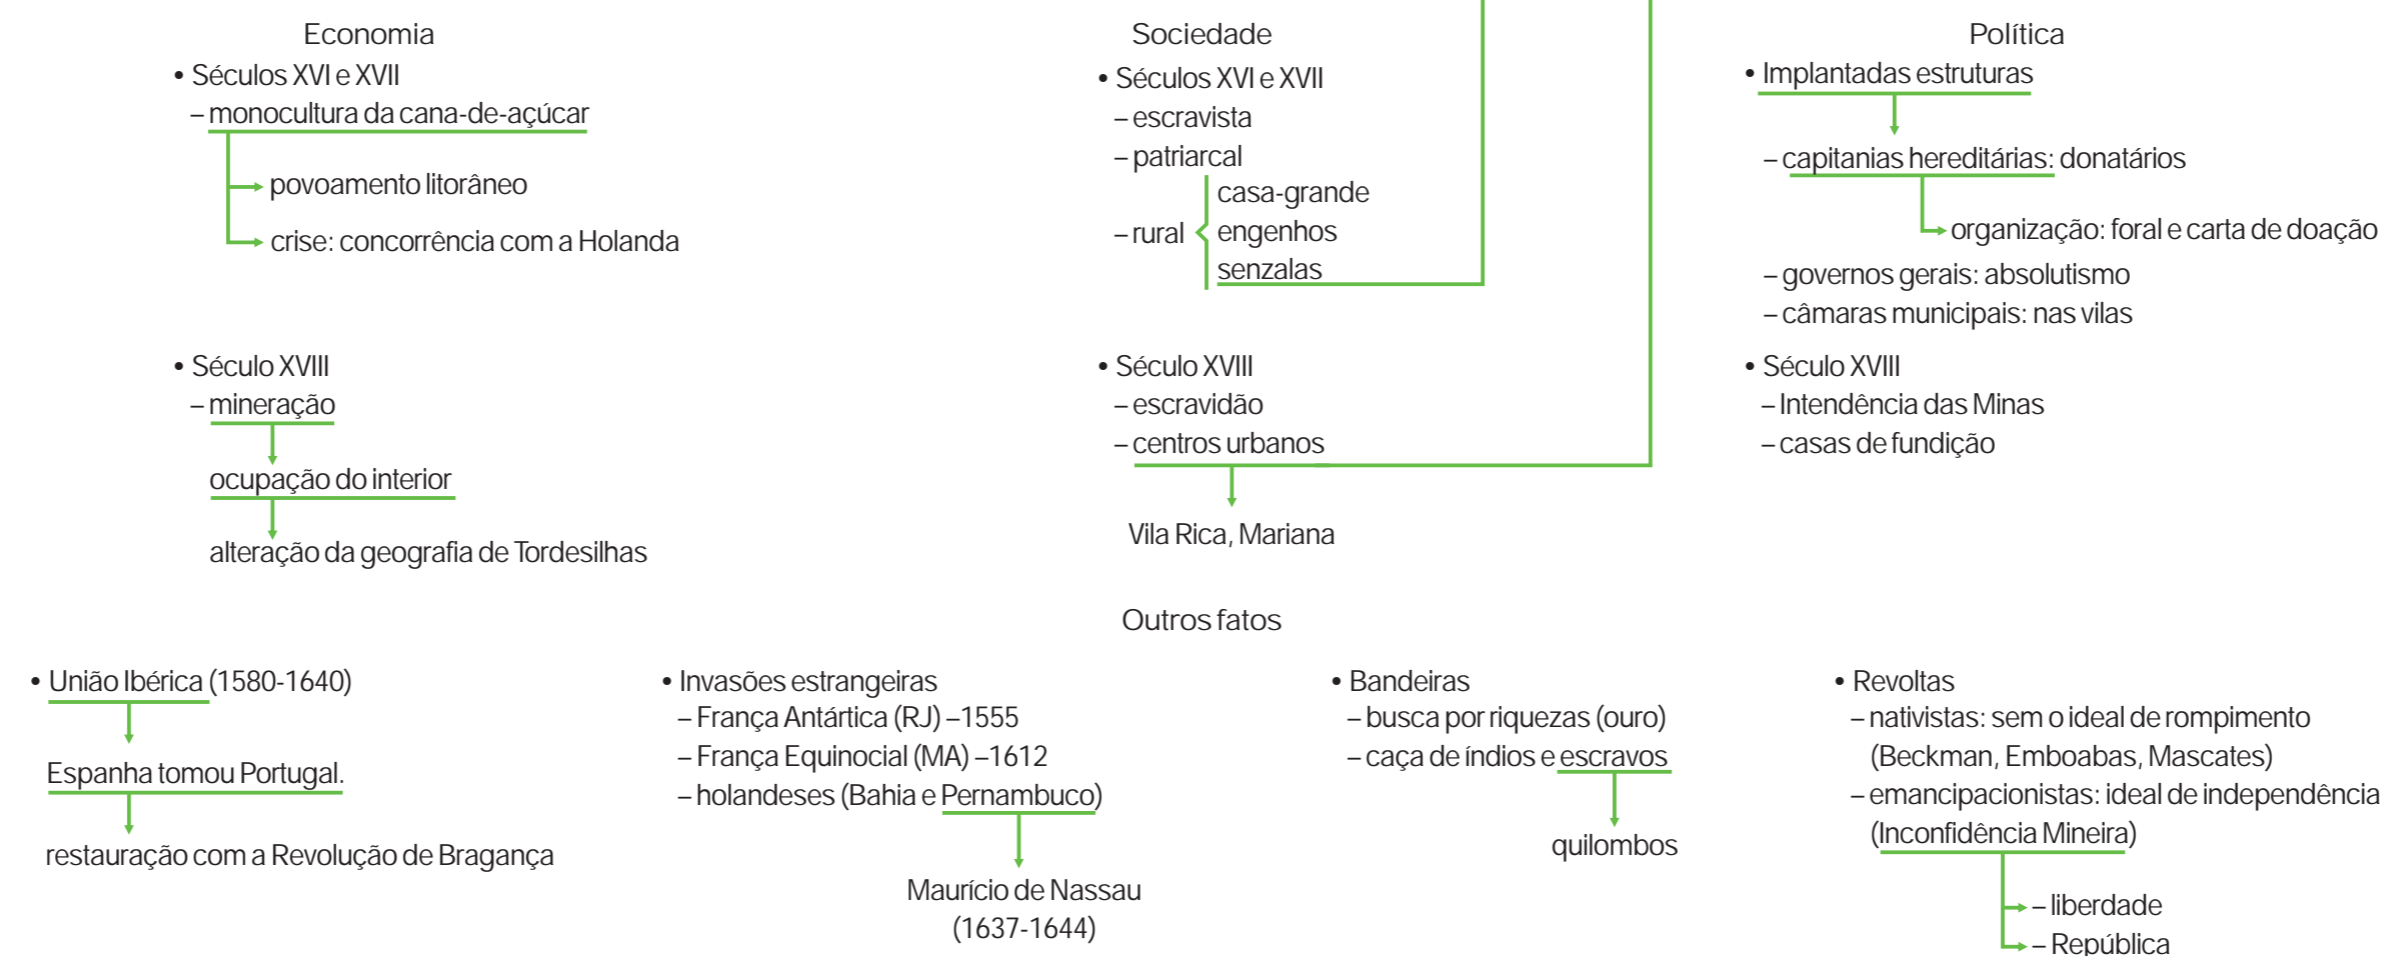 Economia
• Séculos XVI e XVII
– monocultura da cana-de-açúcar
povoamento litorâneo
crise: concorrência com a Holanda
• Século XVIII
– mineração
ocupação do interior
alteração da geografia de Tordesilhas
Sociedade
• Séculos XVI e XVII
– escravista
– patriarcal
– rural
casa-grande
engenhos
senzalas
• Século XVIII
– escravidão
– centros urbanos
Vila Rica, Mariana
Política
• Implantadas estruturas
– capitanias hereditárias: donatários
organização: foral e carta de doação
– governos gerais: absolutismo
– câmaras municipais: nas vilas
• Século XVIII
– Intendência das Minas
– casas de fundição
Outros fatos
• União Ibérica (1580-1640)
Espanha tomou Portugal.
restauração com a Revolução de Bragança
• Invasões estrangeiras
– França Antártica (RJ) –1555
– França Equinocial (MA) –1612
– holandeses (Bahia e Pernambuco)
Maurício de Nassau
(1637-1644)
• Bandeiras
– busca por riquezas (ouro)
– caça de índios e escravos
quilombos
• Revoltas
– nativistas: sem o ideal de rompimento
(Beckman, Emboabas, Mascates)
– emancipacionistas: ideal de independência
(Inconfidência Mineira)
– liberdade
– República